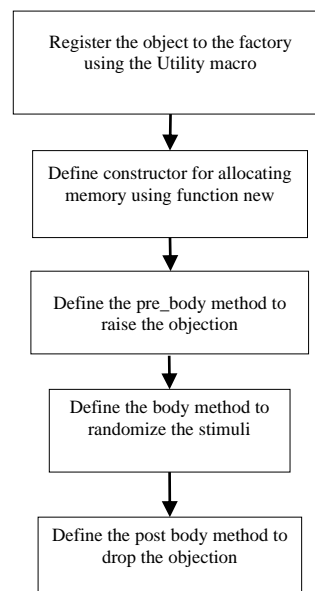 Register the object to the factory
using the Utility macro
Define constructor for allocating
memory using function new
Define the pre_body method to
raise the objection
Define the body method to
randomize the stimuli
Define the post body method to
drop the objection